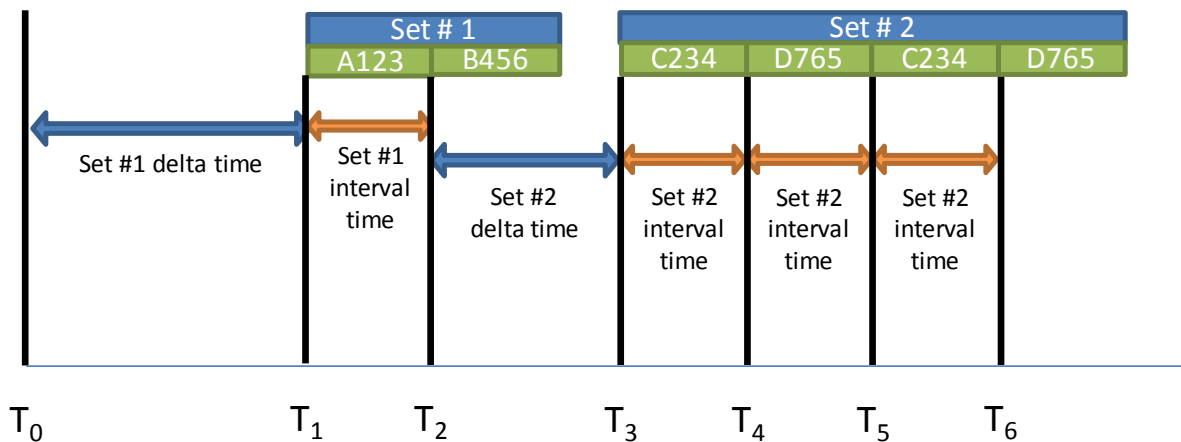 Set # 1
Set # 2
A123 B456
C234 D765 C234 D765
Set #1 delta time
Set #1
interval
time
Set #2
delta time
Set #2
interval
time
Set #2
interval
time
Set #2
interval
time
T0 T1 T2 T3 T4 T5 T6